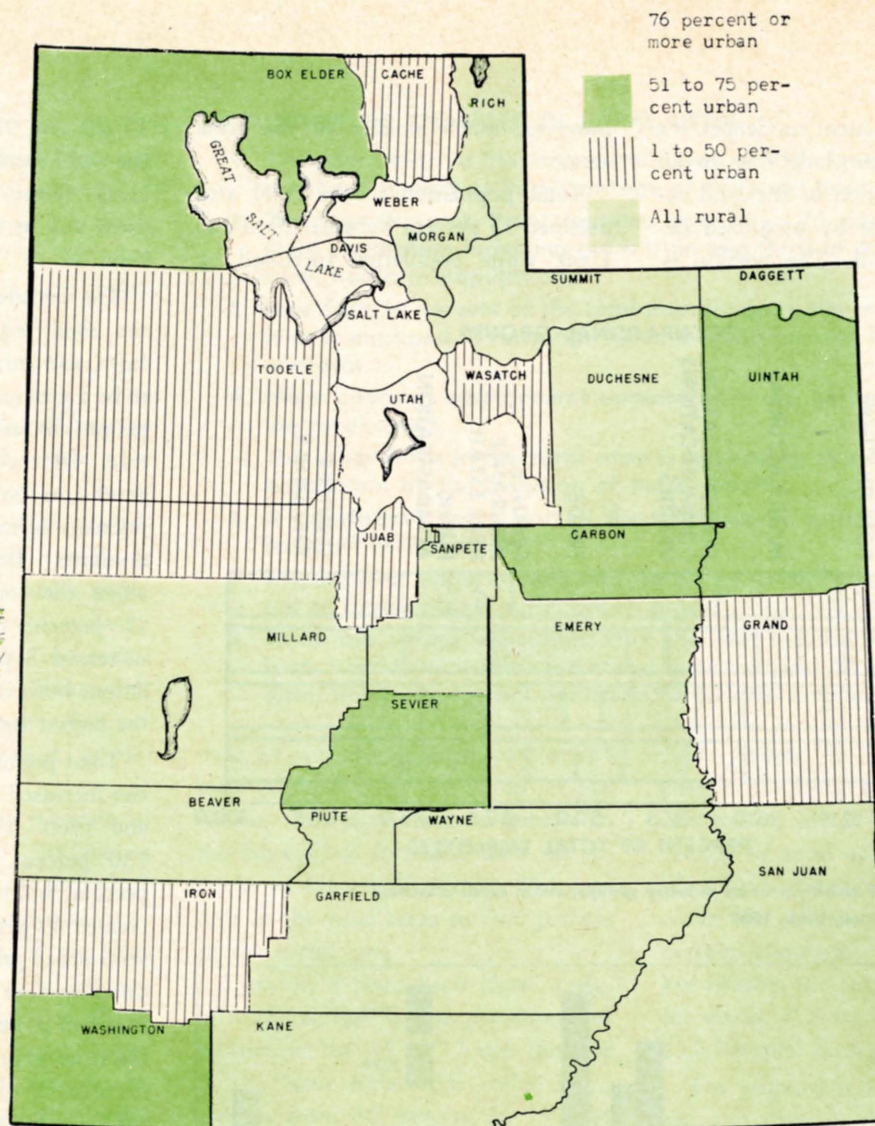 76 percent or
more urban
51 to 75 per-
cent urban
1 to 50 per-
cent urban
All rural
BOX ELDER
CACHE
RICH
GREAT
SALT
LAKE
WEBER
MORGAN
DAVIS
SUMMIT
DAGGETT
SALT LAKE
TOOELE
WASATCH
DUCHESNE
UINTAH
UTAH
JUAB
SANPETE
CARBON
MILLARD
EMERY
GRAND
SEVIER
BEAVER
PIUTE
WAYNE
SAN JUAN
IRON
GARFIELD
WASHINGTON
KANE